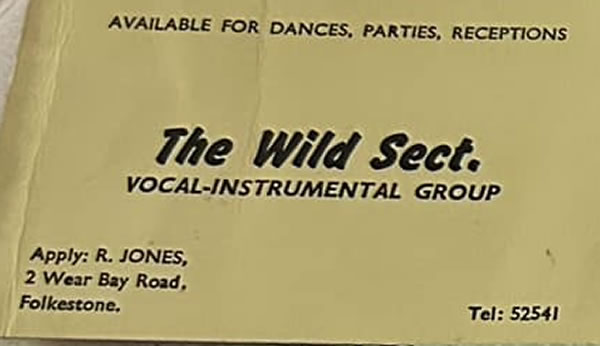 AVAILABLE FOR DANCES, PARTIES, RECEPTIONS
The Wild Sect.
VOCAL-INSTRUMENTAL GROUP
Apply: R. JONES,
2 Wear Bay Road,
Folkestone.
Tel: 52541